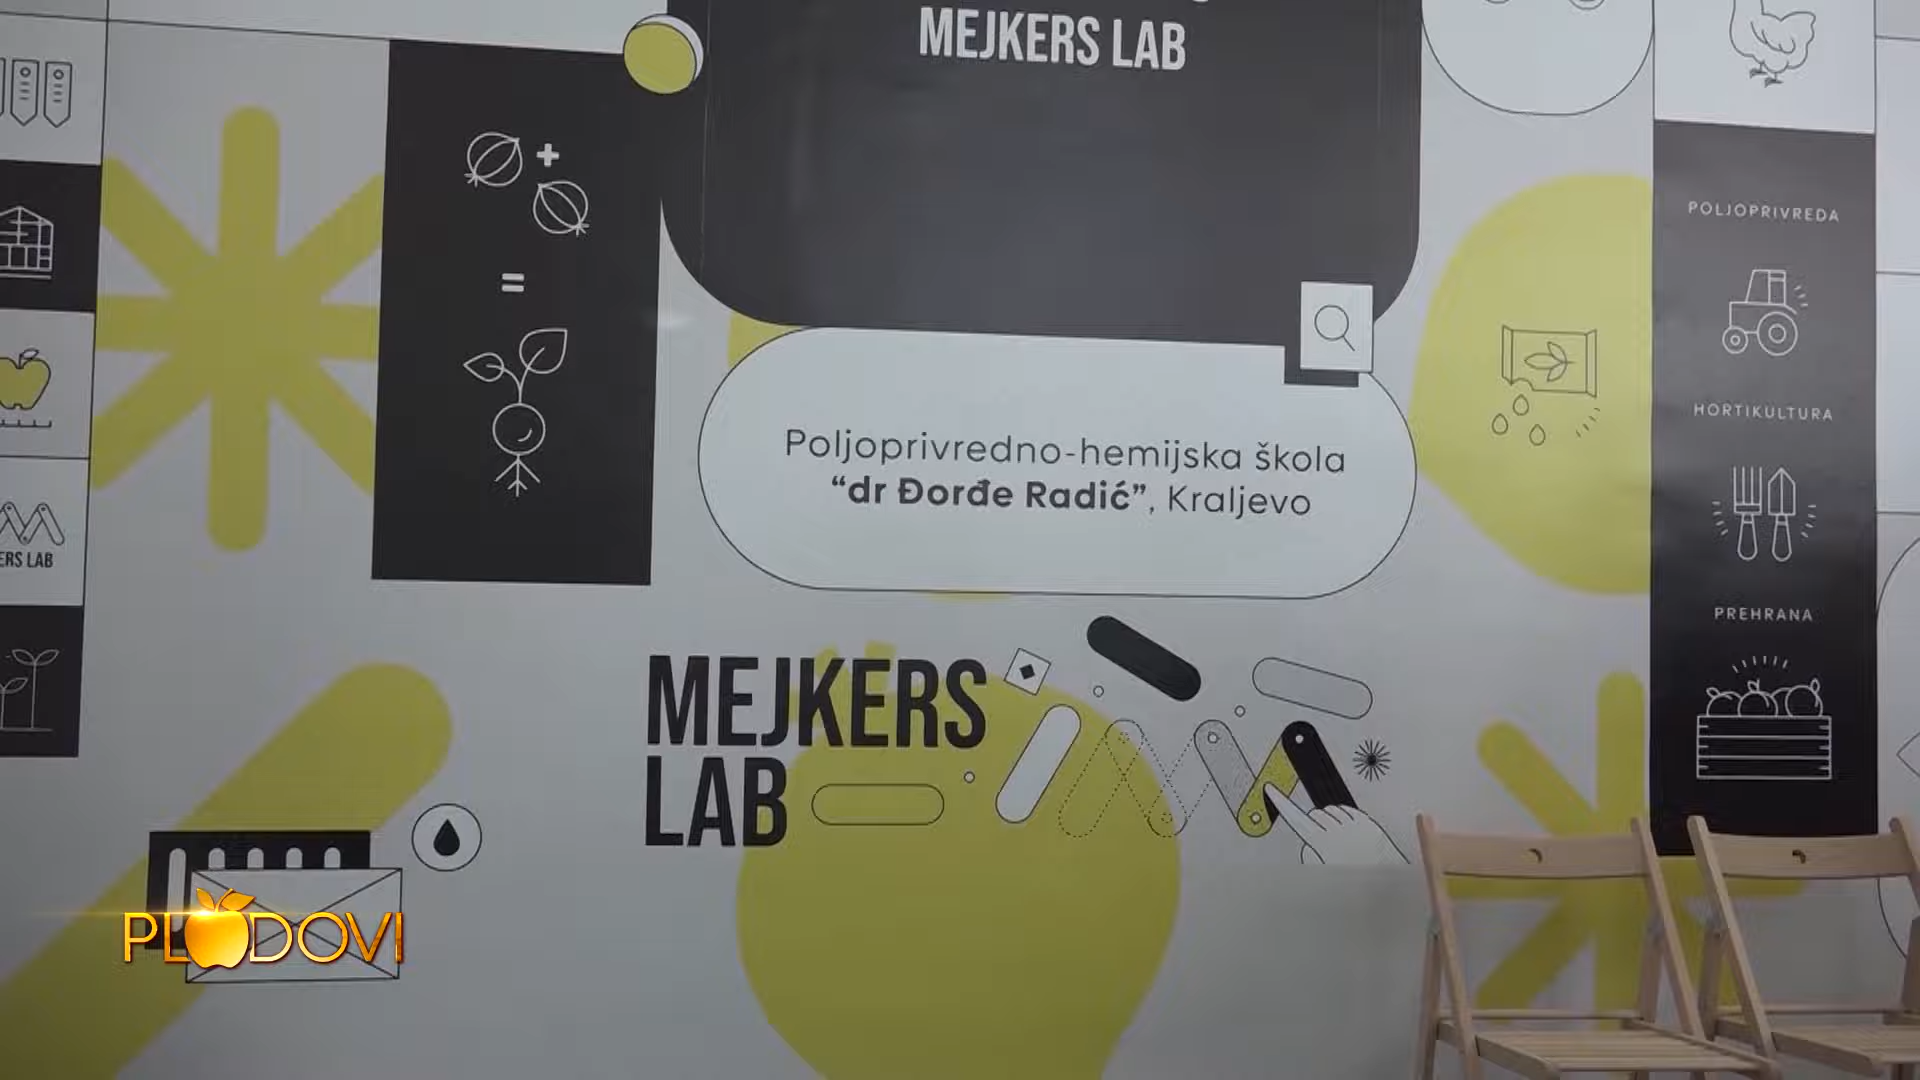 MEJKERS LAB
POLJOPRIVREDA
HORTIKULTURA
Poljoprivredno-hemijska škola
“dr Đorđe Radić”, Kraljevo
ERS LAB
PREHRANA
MEJKERS
LAB
PLODOVI